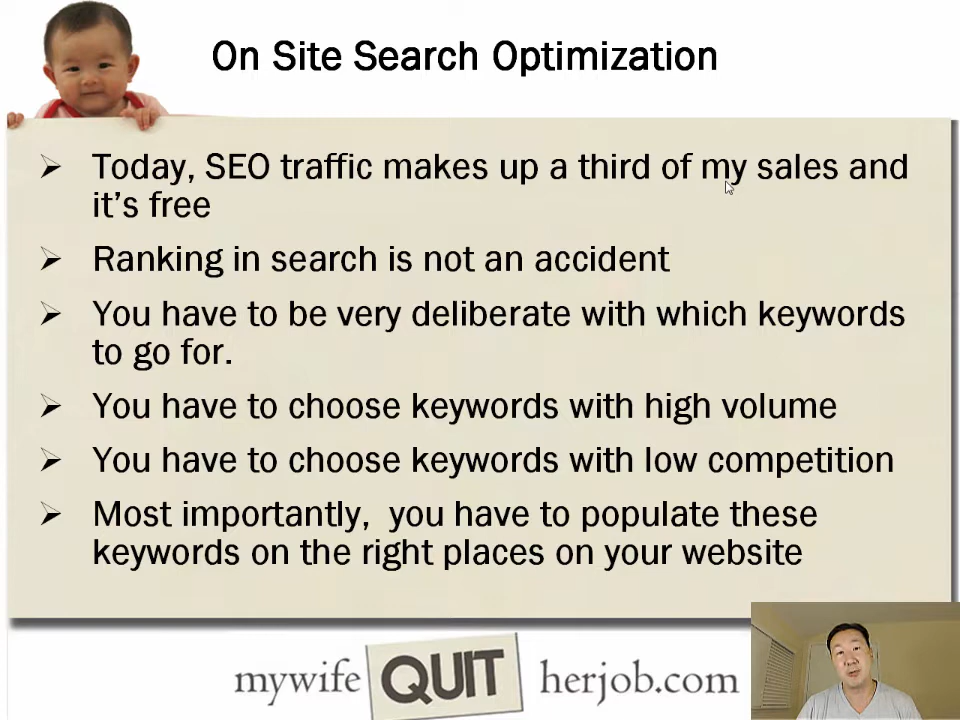 On Site Search Optimization
Today, SEO traffic makes up a third of my sales and
it's free
Ranking in search is not an accident
You have to be very deliberate with which keywords
to go for.
You have to choose keywords with high volume
You have to choose keywords with low competition
Most importantly,  you have to populate these
keywords on the right places on your website
mywife QUIT herjob.com